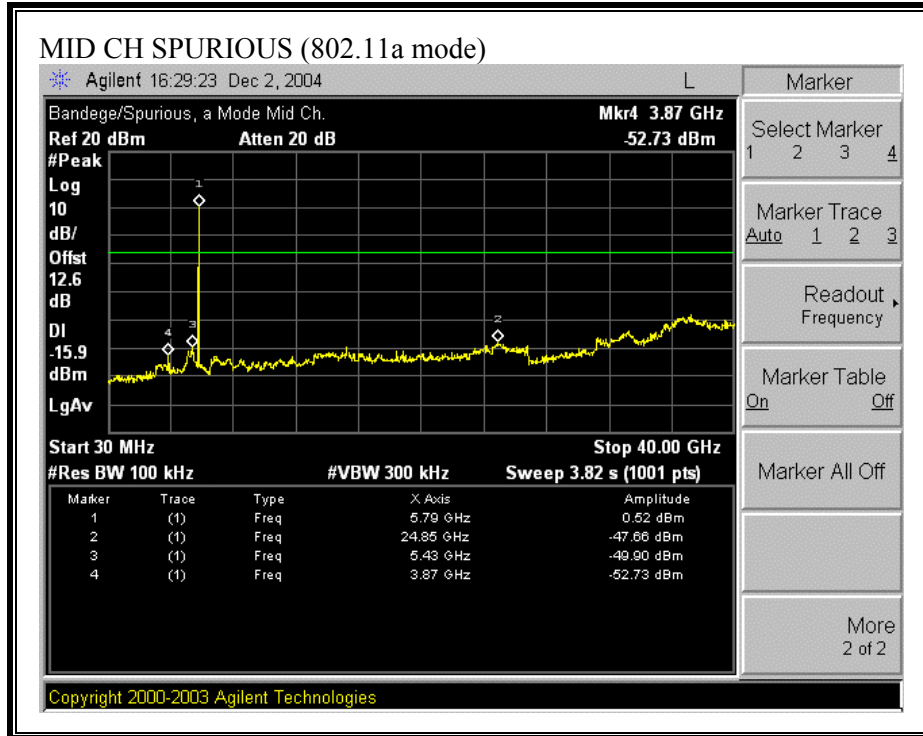 MID CH SPURIOUS (802.11a mode)
Agilent 16:29:23 Dec 2, 2004 L
Bandege/Spurious, a Mode Mid Ch. Mkr4 3.87 GHz
Ref 20 dBm Atten 20 dB -52.73 dBm
#Peak
Log
10
dB/
Offst
12.6
dB
DI
-15.9
dBm
LgAv
1
4
3
2
Start 30 MHz Stop 40.00 GHz
#Res BW 100 kHz #VBW 300 kHz Sweep 3.82 s (1001 pts)
Marker Trace Type X Axis Amplitude
1 (1) Freq 5.79 GHz 0.52 dBm
2 (1) Freq 24.85 GHz -47.66 dBm
3 (1) Freq 5.43 GHz -49.90 dBm
4 (1) Freq 3.87 GHz -52.73 dBm
Copyright 2000-2003 Agilent Technologies
Marker
Select Marker
1 2 3 4
Marker Trace
Auto 1 2 3
Readout
Frequency
Marker Table
On Off
Marker All Off
More
2 of 2